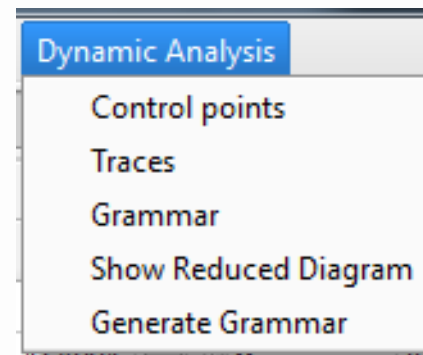 Dynamic Analysis
Control points
Traces
Grammar
Show Reduced Diagram
Generate Grammar